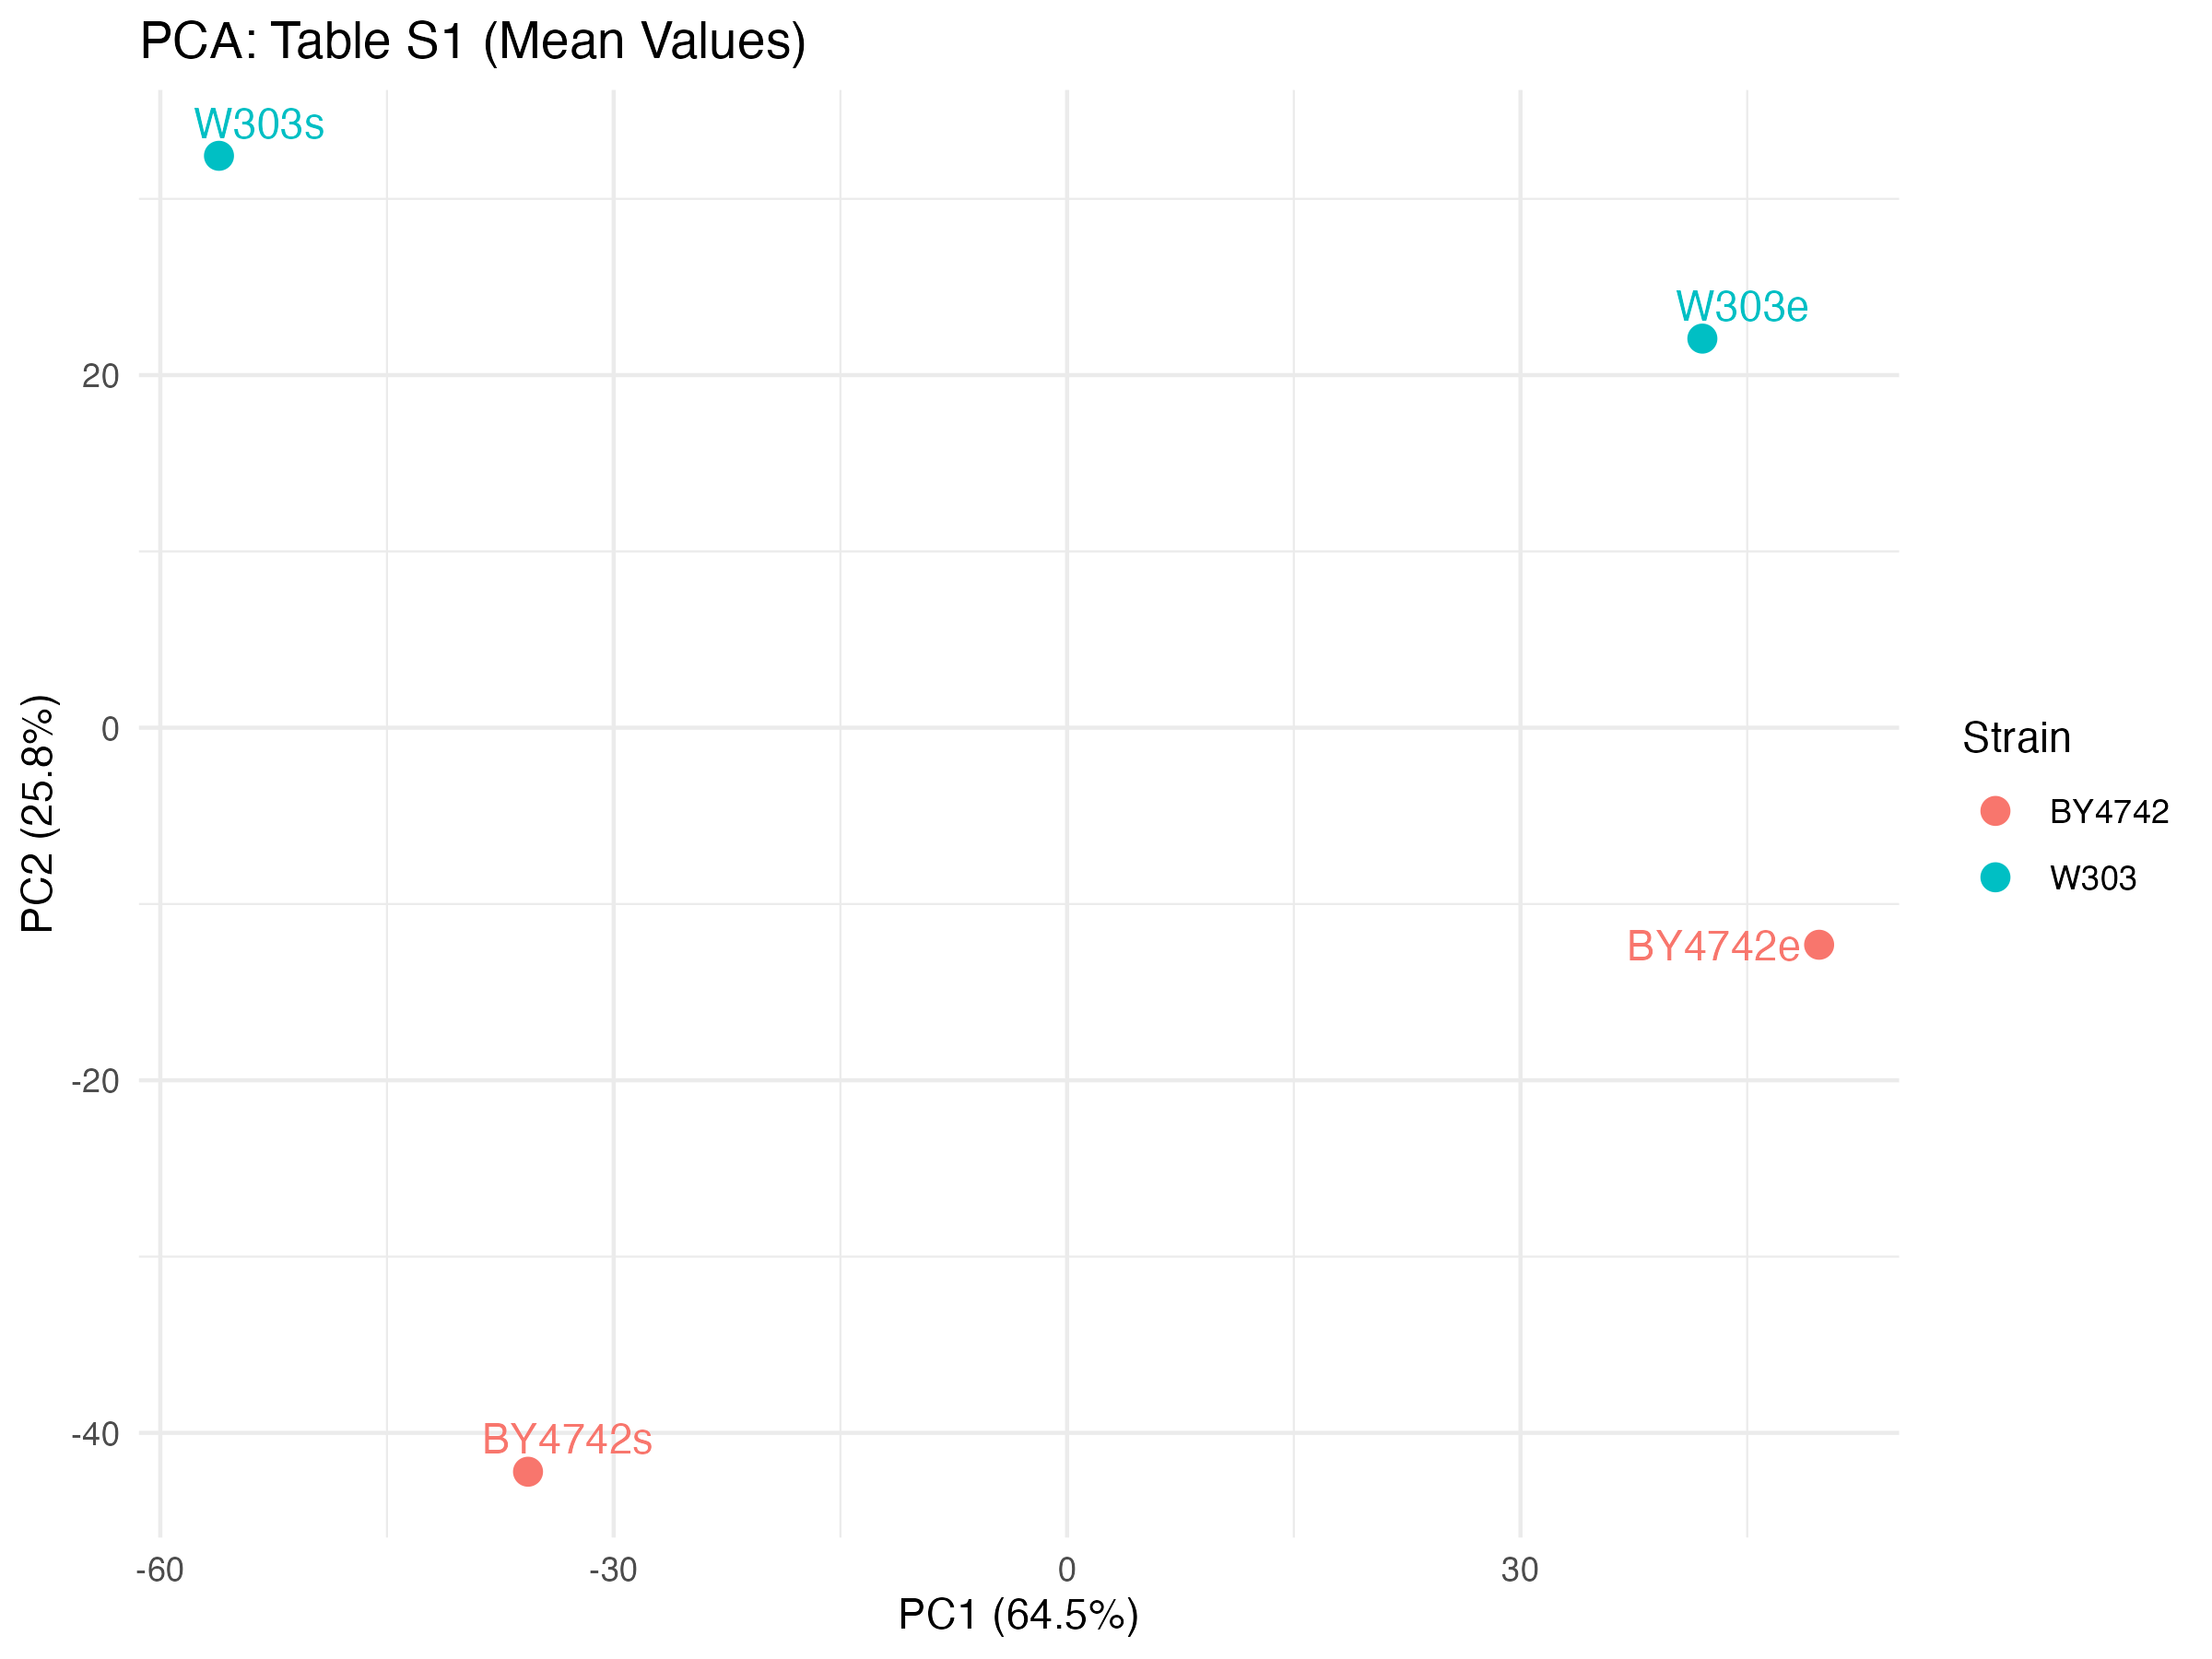 PCA: Table S1 (Mean Values)
W303s
W303e
20
0
-20
-40
PC2 (25.8%)
BY4742e
BY4742s
-60
-30
0
30
PC1 (64.5%)
Strain
BY4742
W303